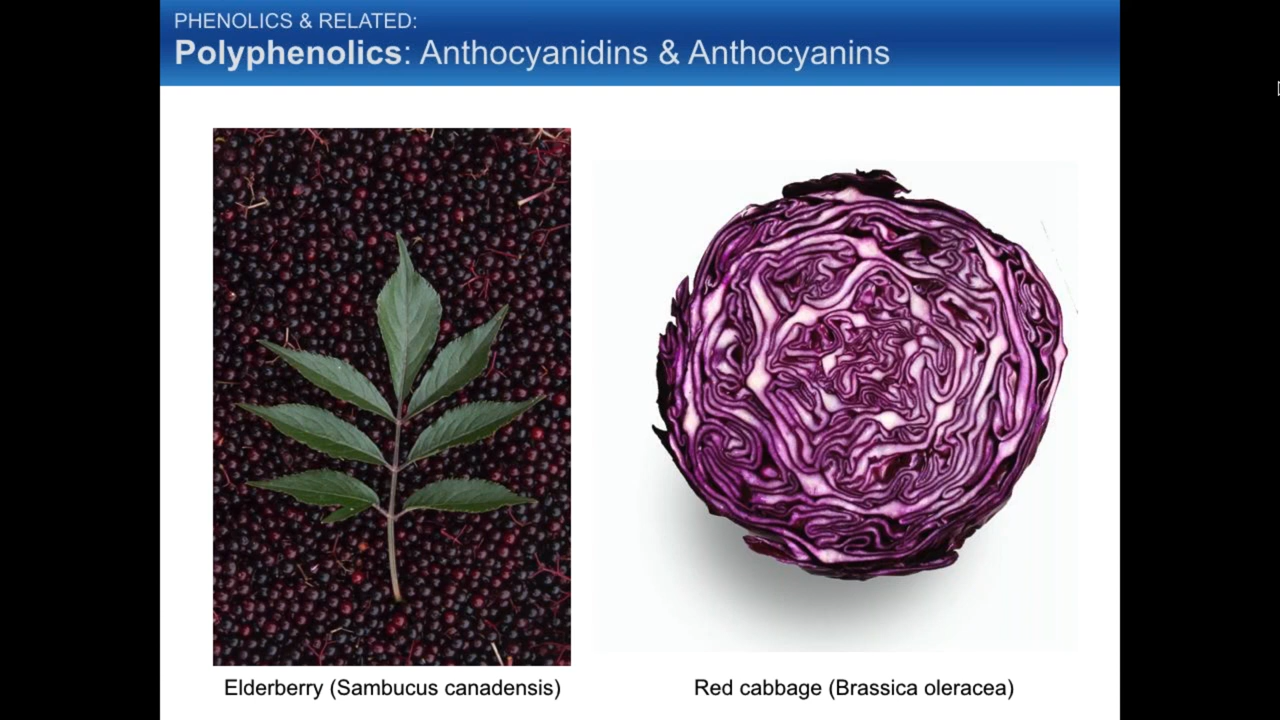 PHENOLICS & RELATED:
Polyphenolics: Anthocyanidins & Anthocyanins
Elderberry (Sambucus canadensis)
Red cabbage (Brassica oleracea)